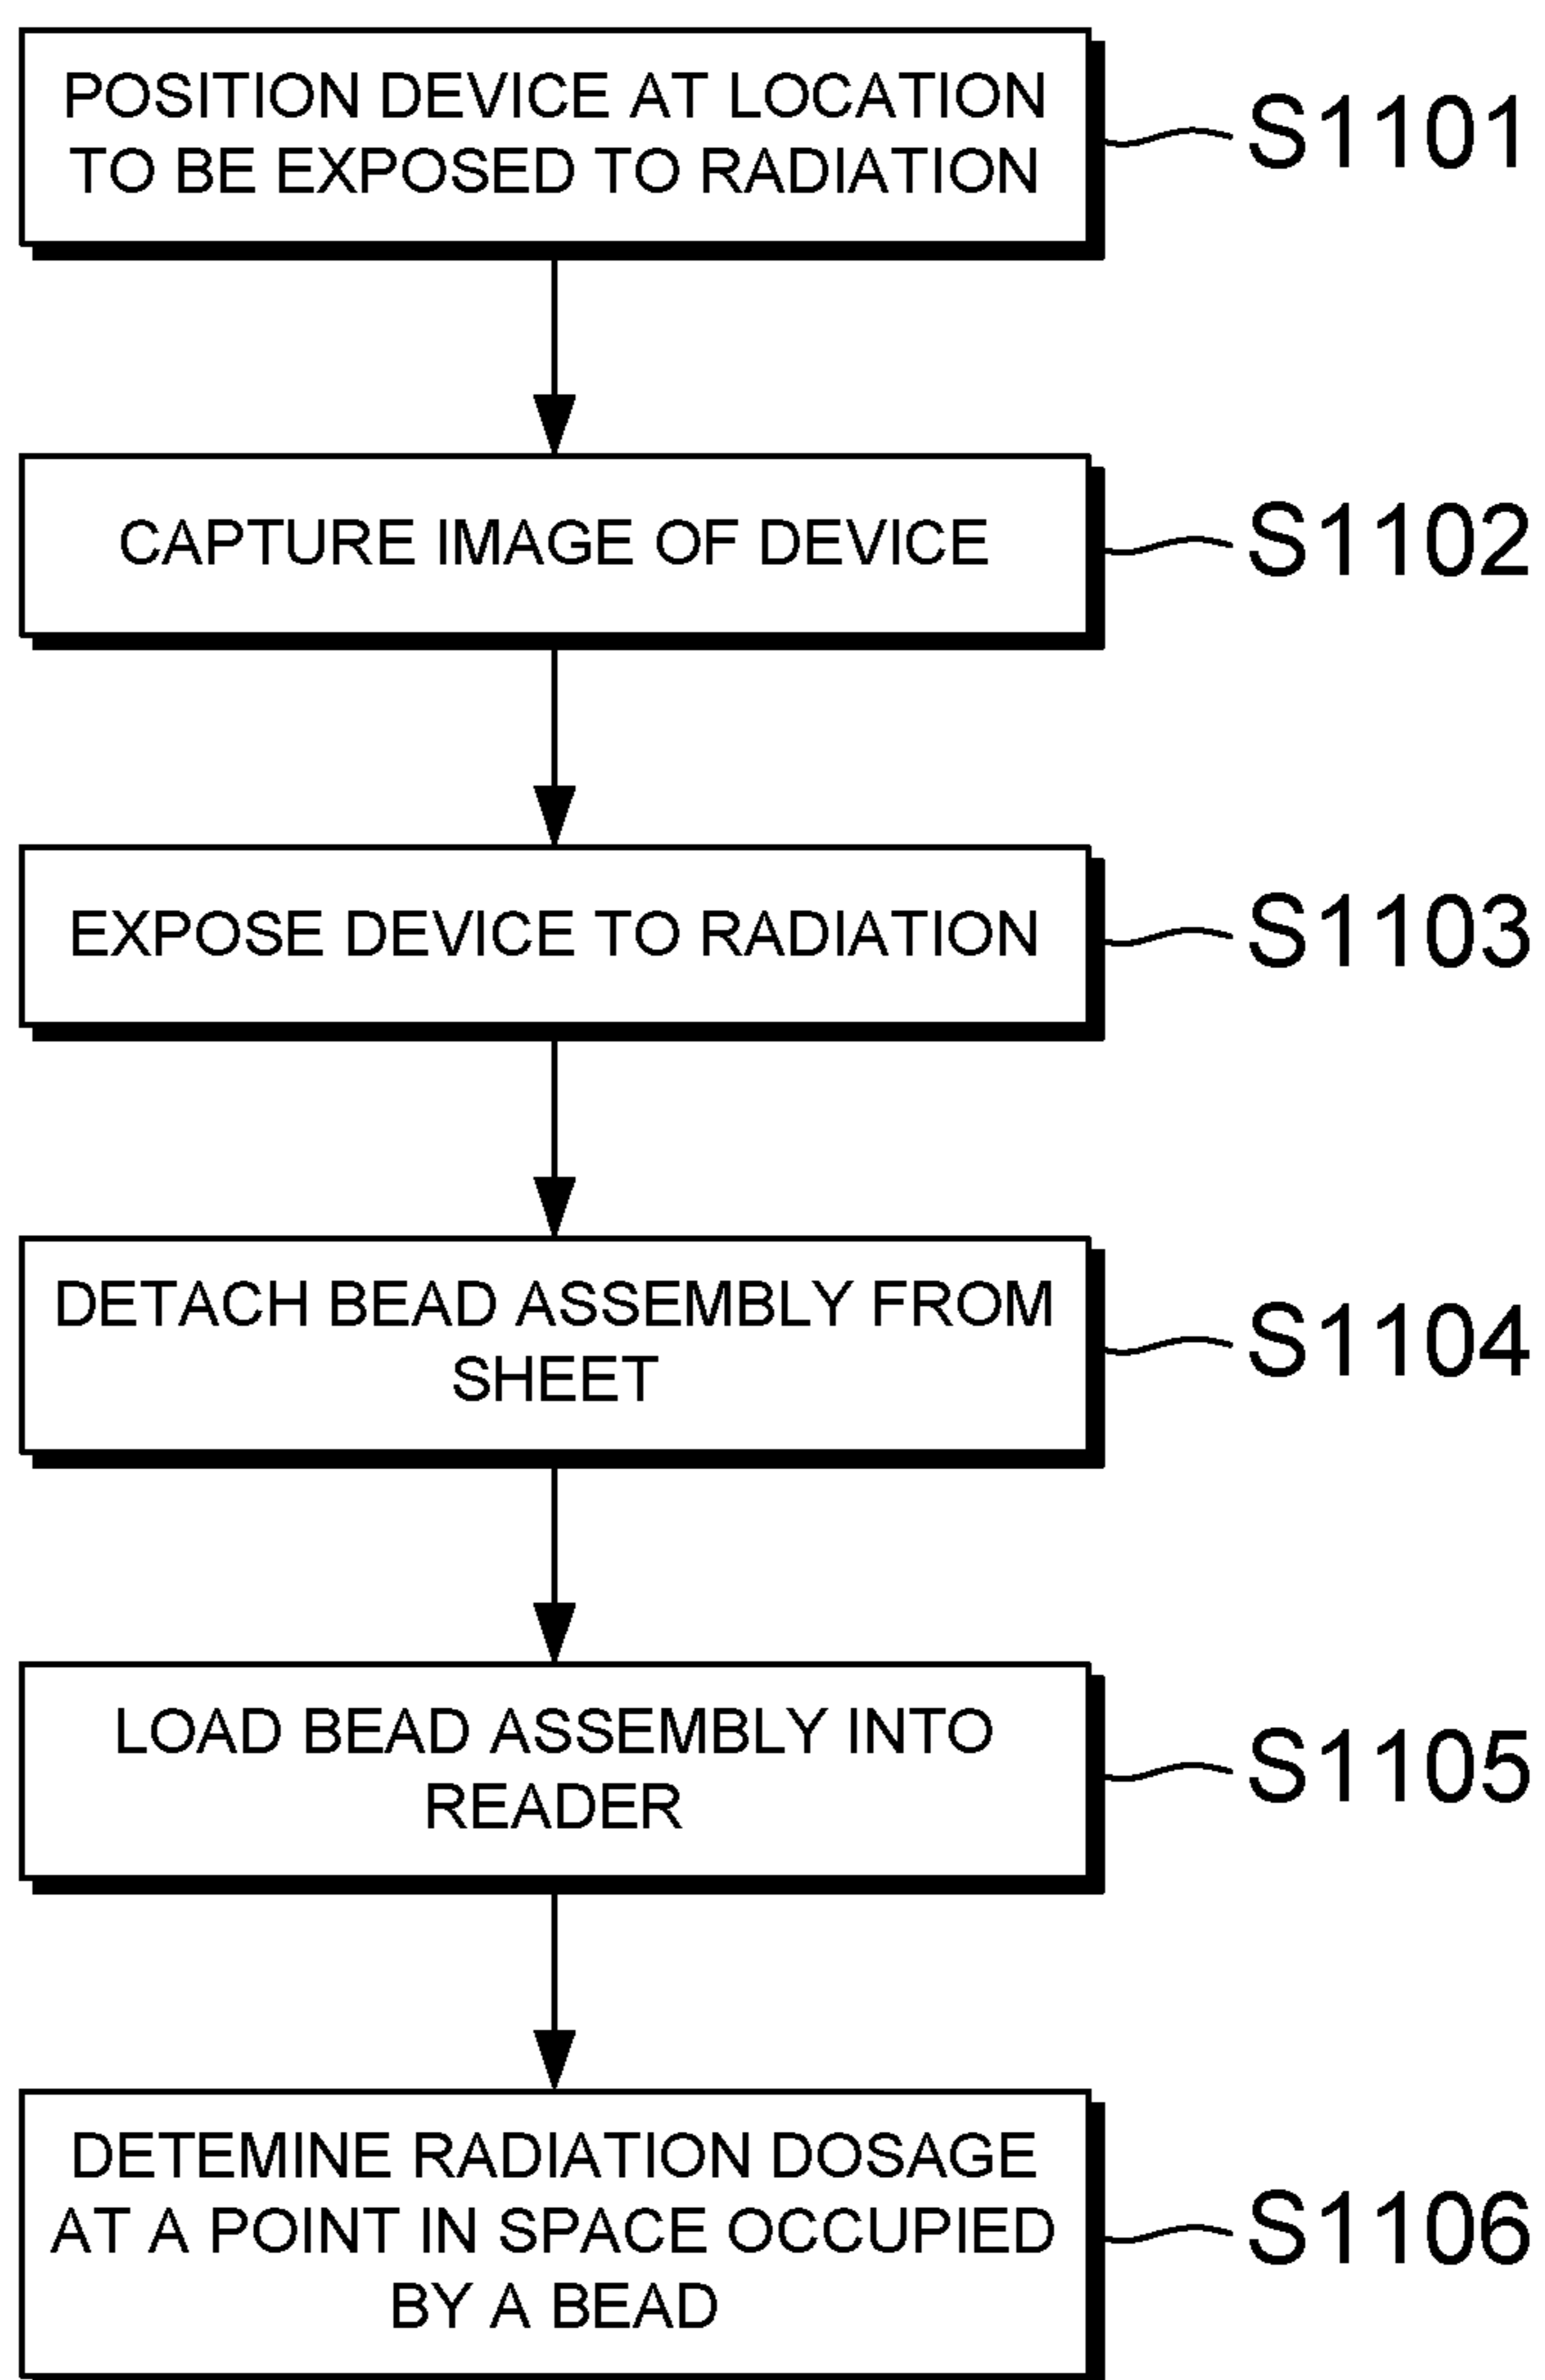 POSITION DEVICE AT LOCATION
TO BE EXPOSED TO RADIATION
S1101
CAPTURE IMAGE OF DEVICE
S1102
EXPOSE DEVICE TO RADIATION
S1103
DETACH BEAD ASSEMBLY FROM
SHEET
S1104
LOAD BEAD ASSEMBLY INTO
READER
S1105
DETEMINE RADIATION DOSAGE
AT A POINT IN SPACE OCCUPIED
BY A BEAD
S1106